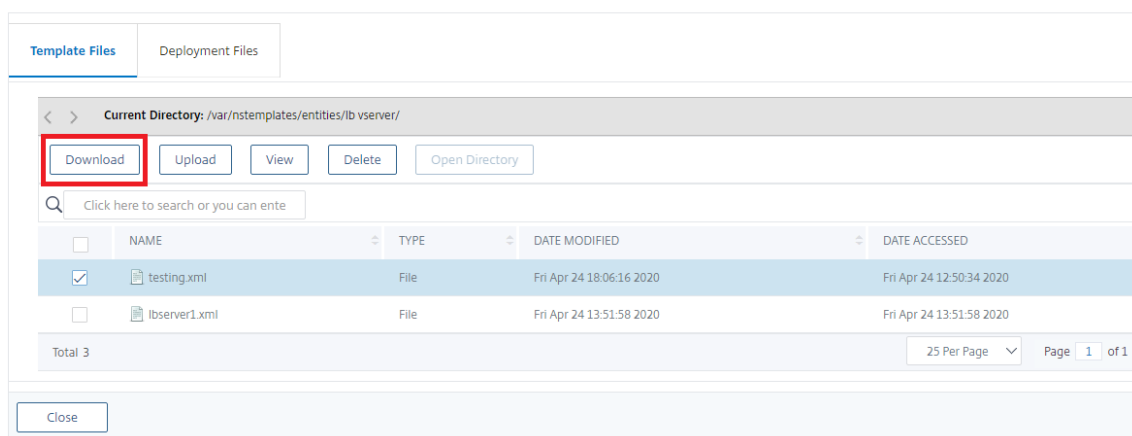 Template Files Deployment Files
Current Directory: /var/nstemplates/entities/lb vserver/
Download Upload View Delete Open Directory
Click here to search or you can ente
NAME TYPE DATE MODIFIED DATE ACCESSED
testing.xml File Fri Apr 24 18:06:16 2020 Fri Apr 24 12:50:34 2020
lbserver1.xml File Fri Apr 24 13:51:58 2020 Fri Apr 24 13:51:58 2020
Total 3 25 Per Page Page 1 of 1
Close